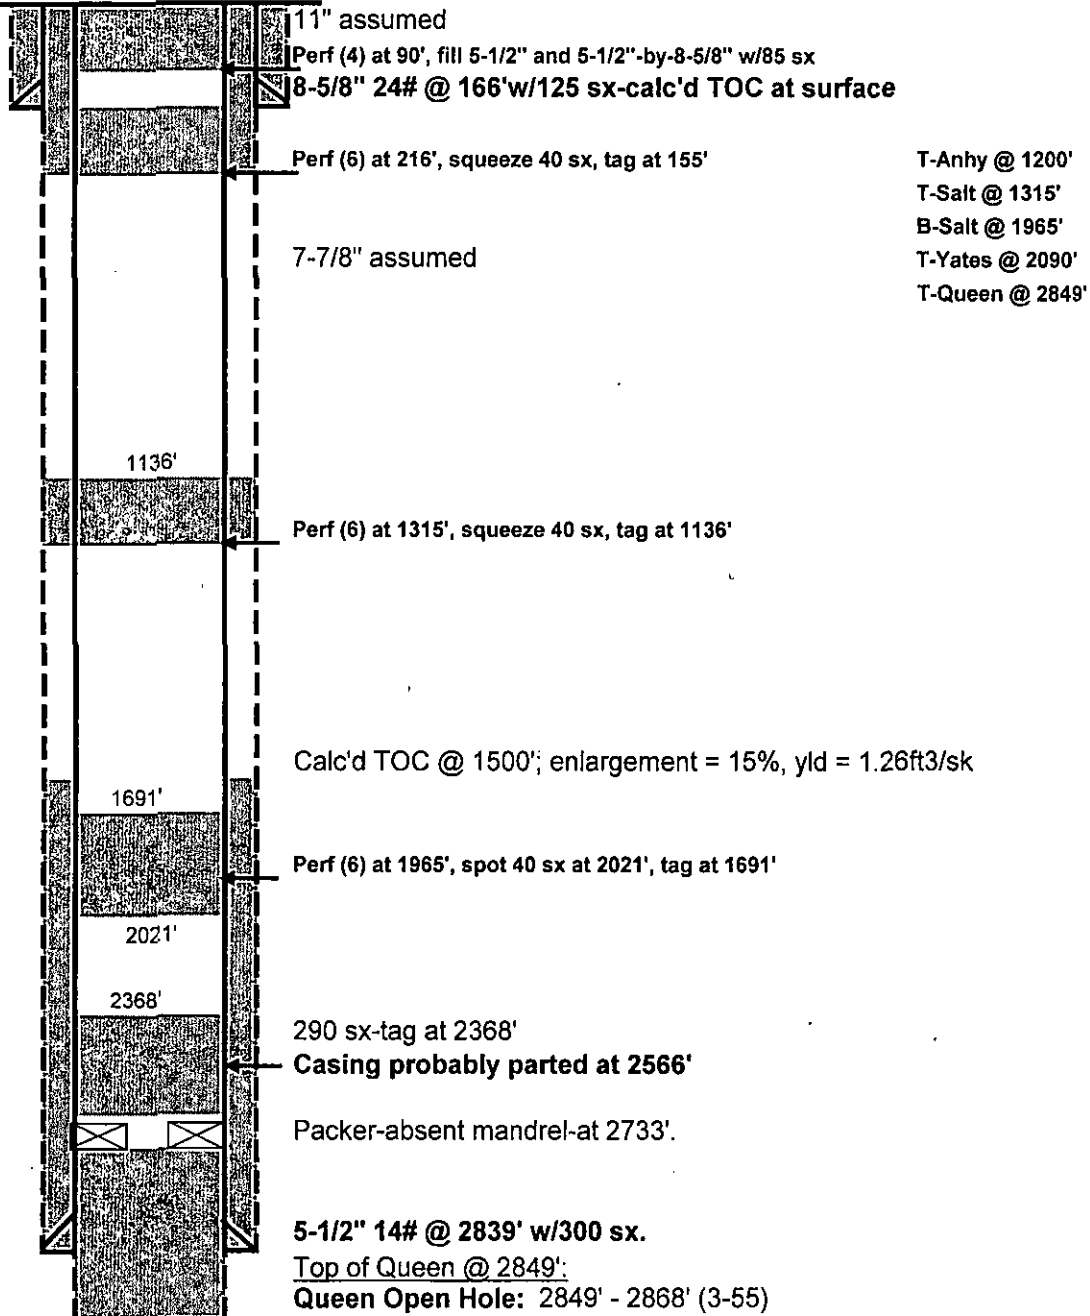 11" assumed
Perf (4) at 90', fill 5-1/2" and 5-1/2"-by-8-5/8" w/85 sx
8-5/8" 24# @ 166'w/125 sx-calc'd TOC at surface
Perf (6) at 216', squeeze 40 sx, tag at 155'
T-Anhy @ 1200'
T-Salt @ 1315'
B-Salt @ 1965'
T-Yates @ 2090'
T-Queen @ 2849'
7-7/8" assumed
1136'
Perf (6) at 1315', squeeze 40 sx, tag at 1136'
Calc'd TOC @ 1500'; enlargement = 15%, yld = 1.26ft3/sk
1691'
Perf (6) at 1965', spot 40 sx at 2021', tag at 1691'
2021'
2368'
290 sx-tag at 2368'
Casing probably parted at 2566'
Packer-absent mandrel-at 2733'.
5-1/2" 14# @ 2839' w/300 sx.
Top of Queen @ 2849':
Queen Open Hole: 2849' - 2868' (3-55)